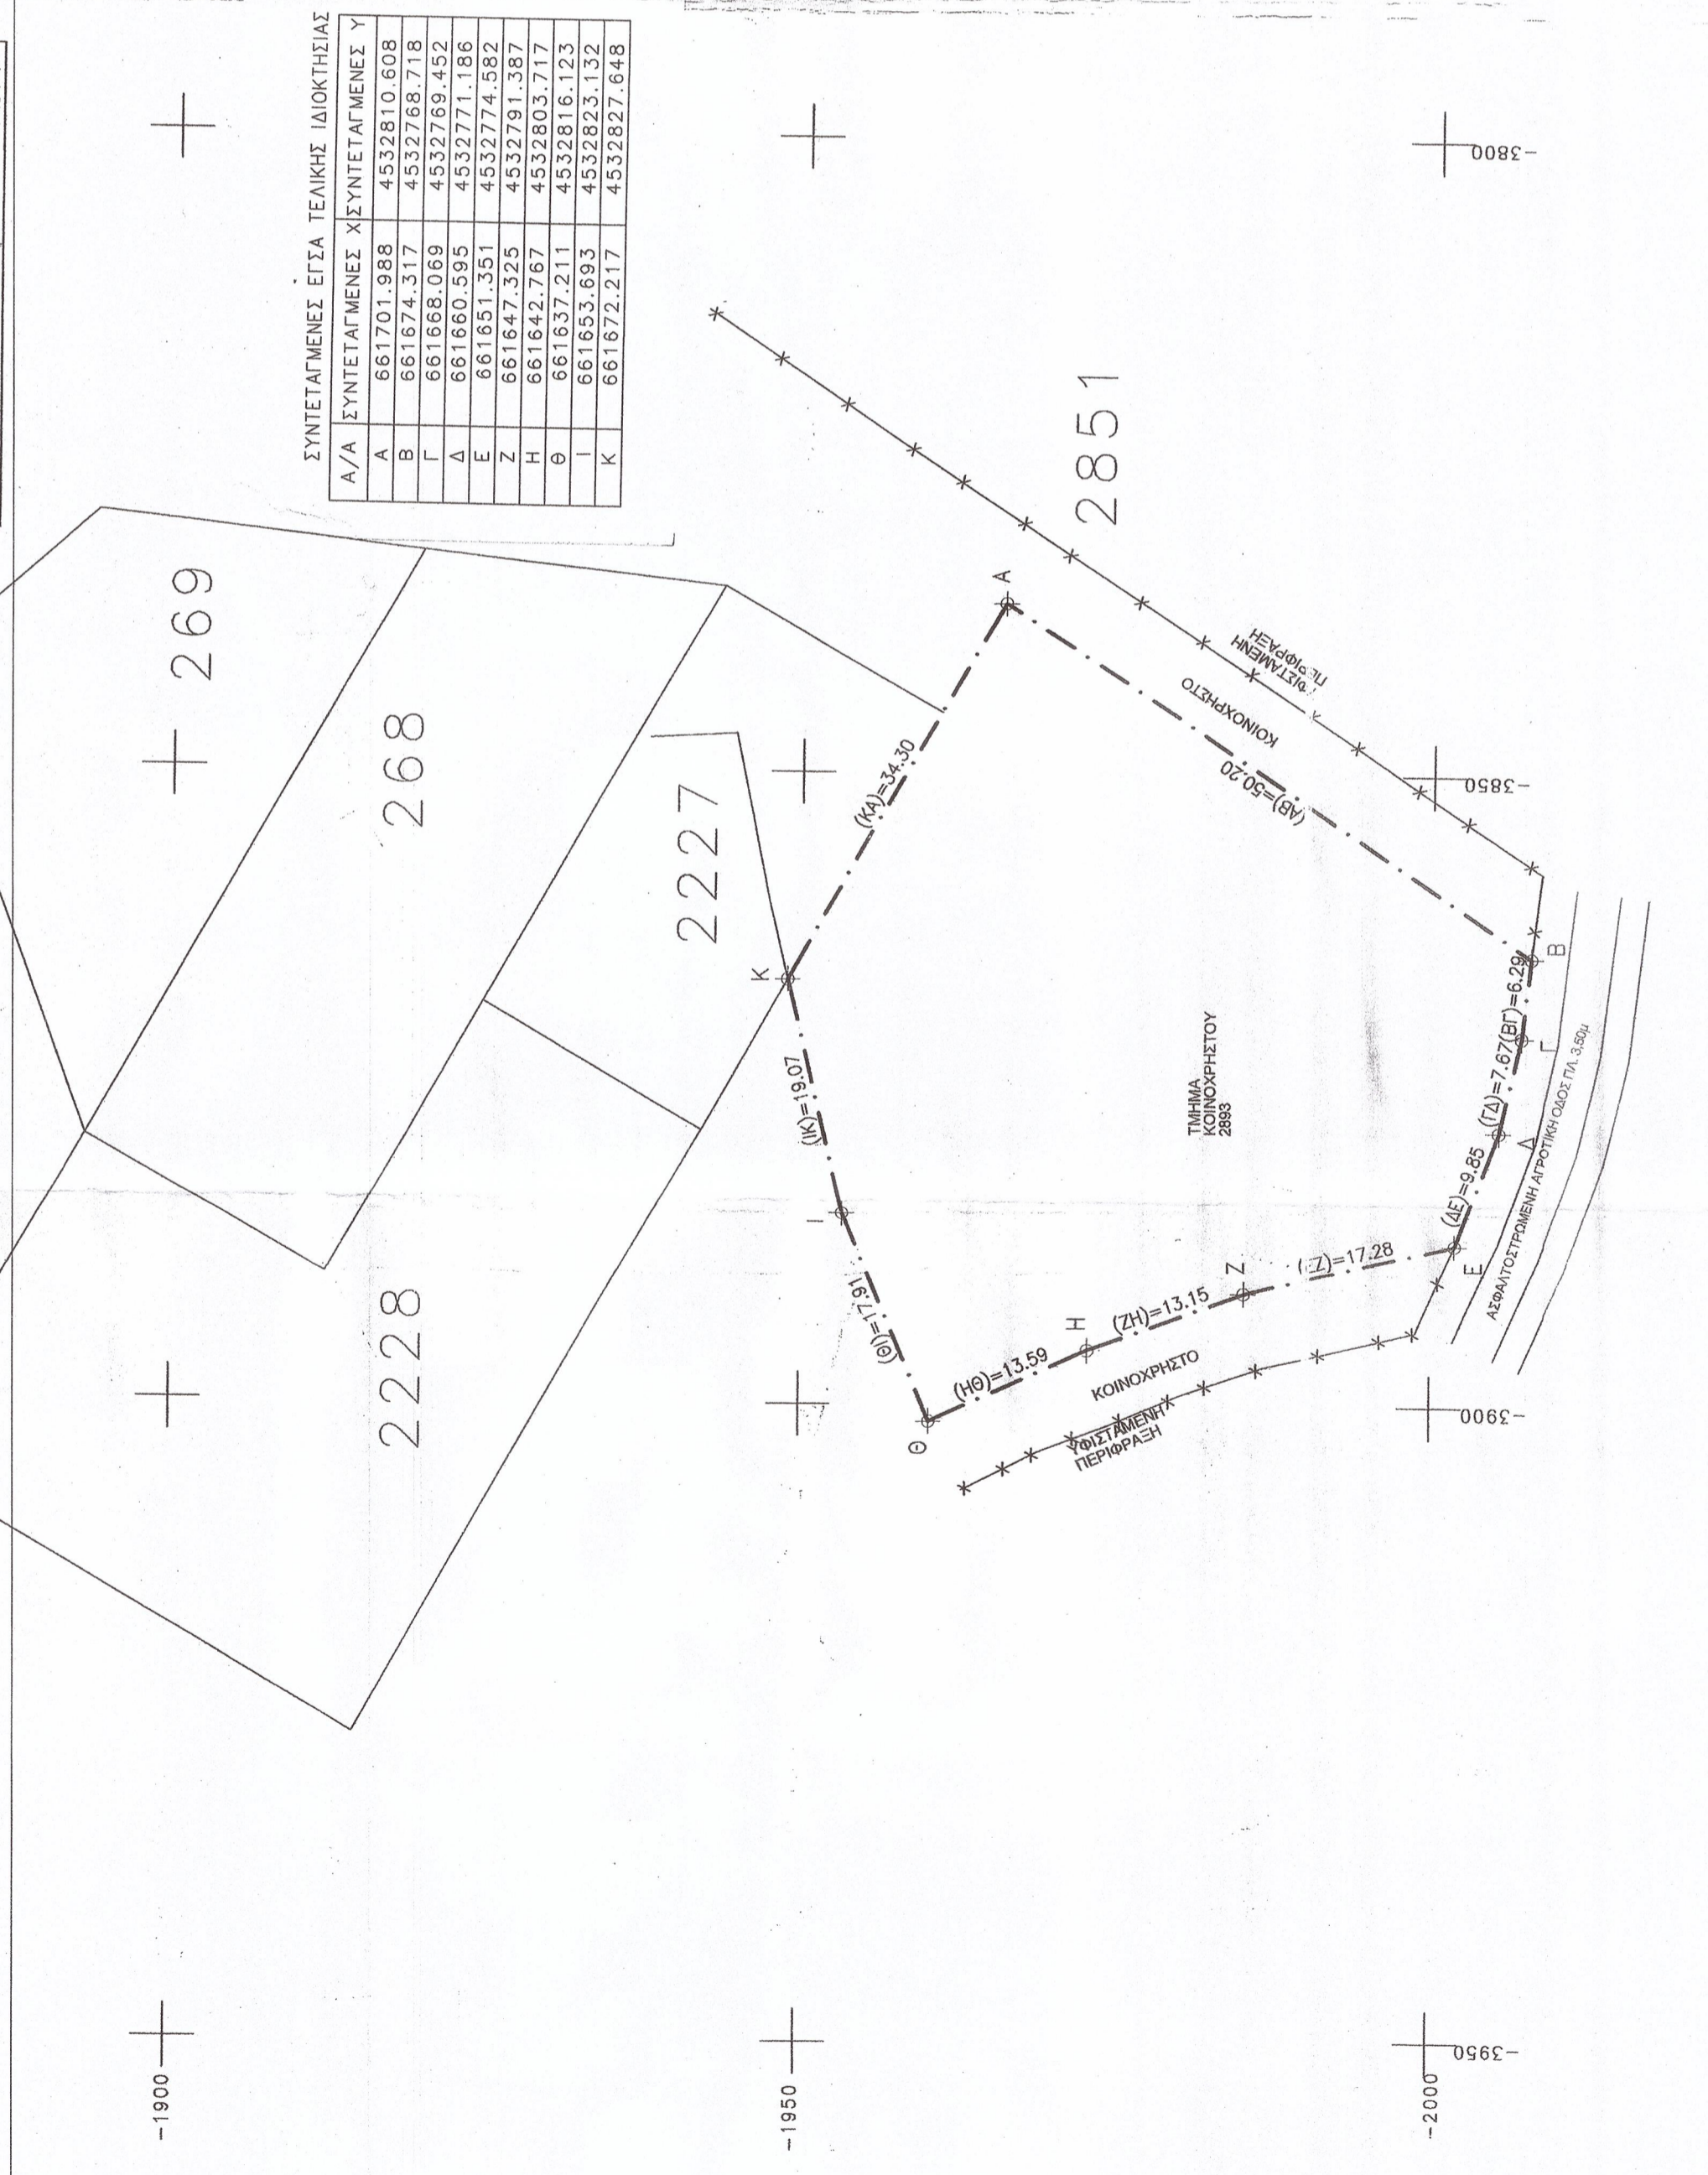 ΣΥΝΤΕΤΑΓΜΕΝΕΣ ΕΓΣΑ ΤΕΛΙΚΗΣ ΙΔΙΟΚΤΗΣΙΑΣ
Α/Α ΣΥΝΤΕΤΑΓΜΕΝΕΣ Χ ΣΥΝΤΕΤΑΓΜΕΝΕΣ Υ
Α 661701.988 4532810.608
Β 661674.317 4532768.718
Γ 661668.069 4532769.452
Δ 661660.595 4532771.186
Ε 661651.351 4532774.582
Ζ 661647.325 4532791.387
Η 661642.767 4532803.717
Θ 661637.211 4532816.123
Ι 661653.693 4532823.132
Κ 661672.217 4532827.648
269
268
2227
2228
2851
Κ
Α
Ι
Θ
Η
Ζ
Ε
Δ
Γ
Β
(ΚΑ)=34.30
(ΙΚ)=19.07
(ΘΙ)=17.91
(ΗΘ)=13.59
(ΖΗ)=13.15
Ζ)=17.28
(ΔΕ)=9.85
(ΓΔ)=7.67
(ΒΓ)=6.29
(ΑΒ)=50.20
ΚΟΙΝΟΧΡΗΣΤΟ
ΦΙΣΤΑΜΕΝΗ
ΠΕΡΙΦΡΑΞΗ
ΤΜΗΜΑ
ΚΟΙΝΟΧΡΗΣΤΟΥ
2893
ΚΟΙΝΟΧΡΗΣΤΟ
ΥΦΙΣΤΑΜΕΝΗ
ΠΕΡΙΦΡΑΞΗ
ΑΣΦΑΛΤΟΣΤΡΩΜΕΝΗ ΑΓΡΟΤΙΚΗ ΟΔΟΣ ΠΛ. 3,50μ
-1900
-1950
-2000
-3800
-3850
-3900
-3950